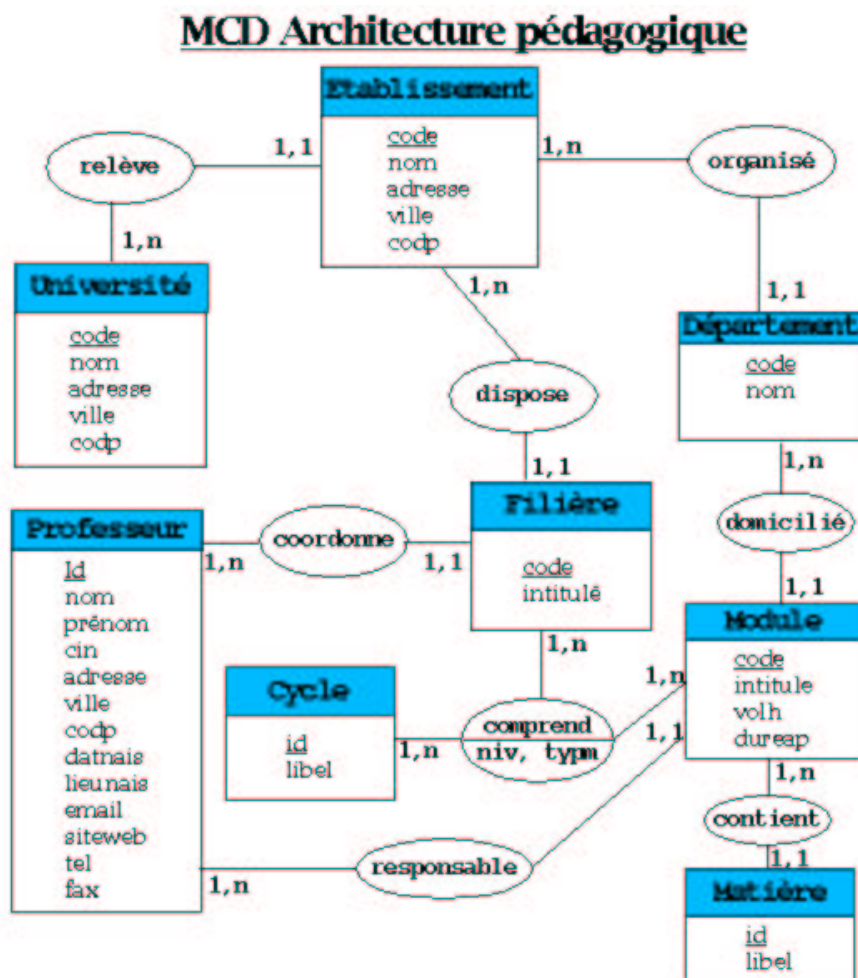 MCD Architecture pédagogique
Etablissement
code
nom
adresse
ville
codp
1,1
relève
1,n
1,n
organisé
1,1
Université
code
nom
adresse
ville
codp
1,n
dispose
1,1
Département
code
nom
1,n
domicilié
1,1
Professeur
Id
nom
prénom
cin
adresse
ville
codp
datnais
lieunais
email
siteweb
tel
fax
1,n
coordonne
1,1
Filière
code
intitulé
1,n
Cycle
id
libel
1,n
comprend
niv, typm
1,n
1,1
Module
code
intitule
volh
dureap
1,n
contient
1,1
1,n
responsable
Matière
id
libel